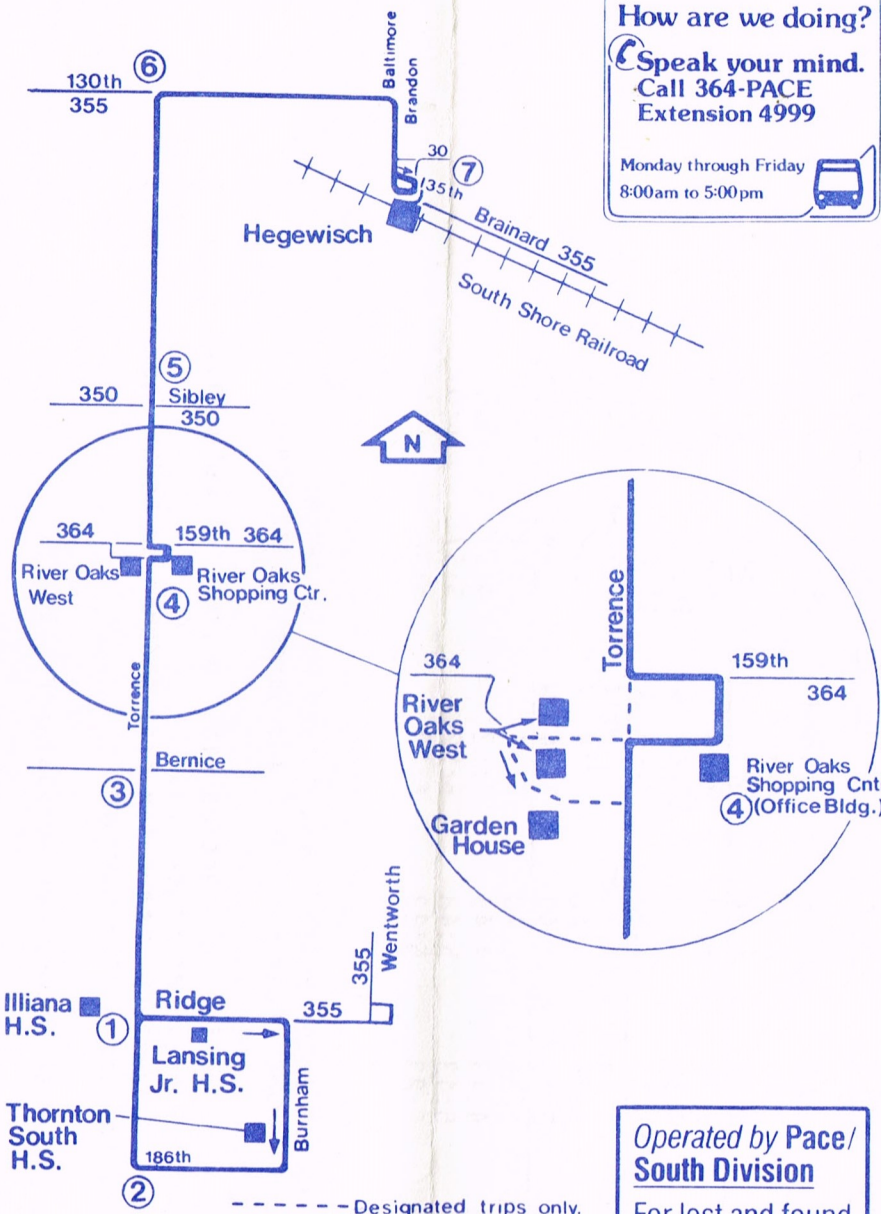 How are we doing?
Speak your mind.
Call 364-PACE
Extension 4999
Monday through Friday
8:00am to 5:00pm
6
130th
355
Baltimore
Brandon
30
7
135th
Hegewisch
Brainard 355
South Shore Railroad
5
350
Sibley
350
N
364
159th 364
River Oaks
West
River Oaks
Shopping Ctr.
4
Torrence
Bernice
3
Torrence
364
159th
364
River
Oaks
West
River Oaks
Shopping Cnt
4 (Office Bldg.)
Garden
House
Wentworth
355
Illiana
H.S.
1
Ridge
355
Lansing
Jr. H.S.
Burnham
Thornton
South
H.S.
186th
2
Designated trips only.
Operated by Pace/
South Division
For lost and found